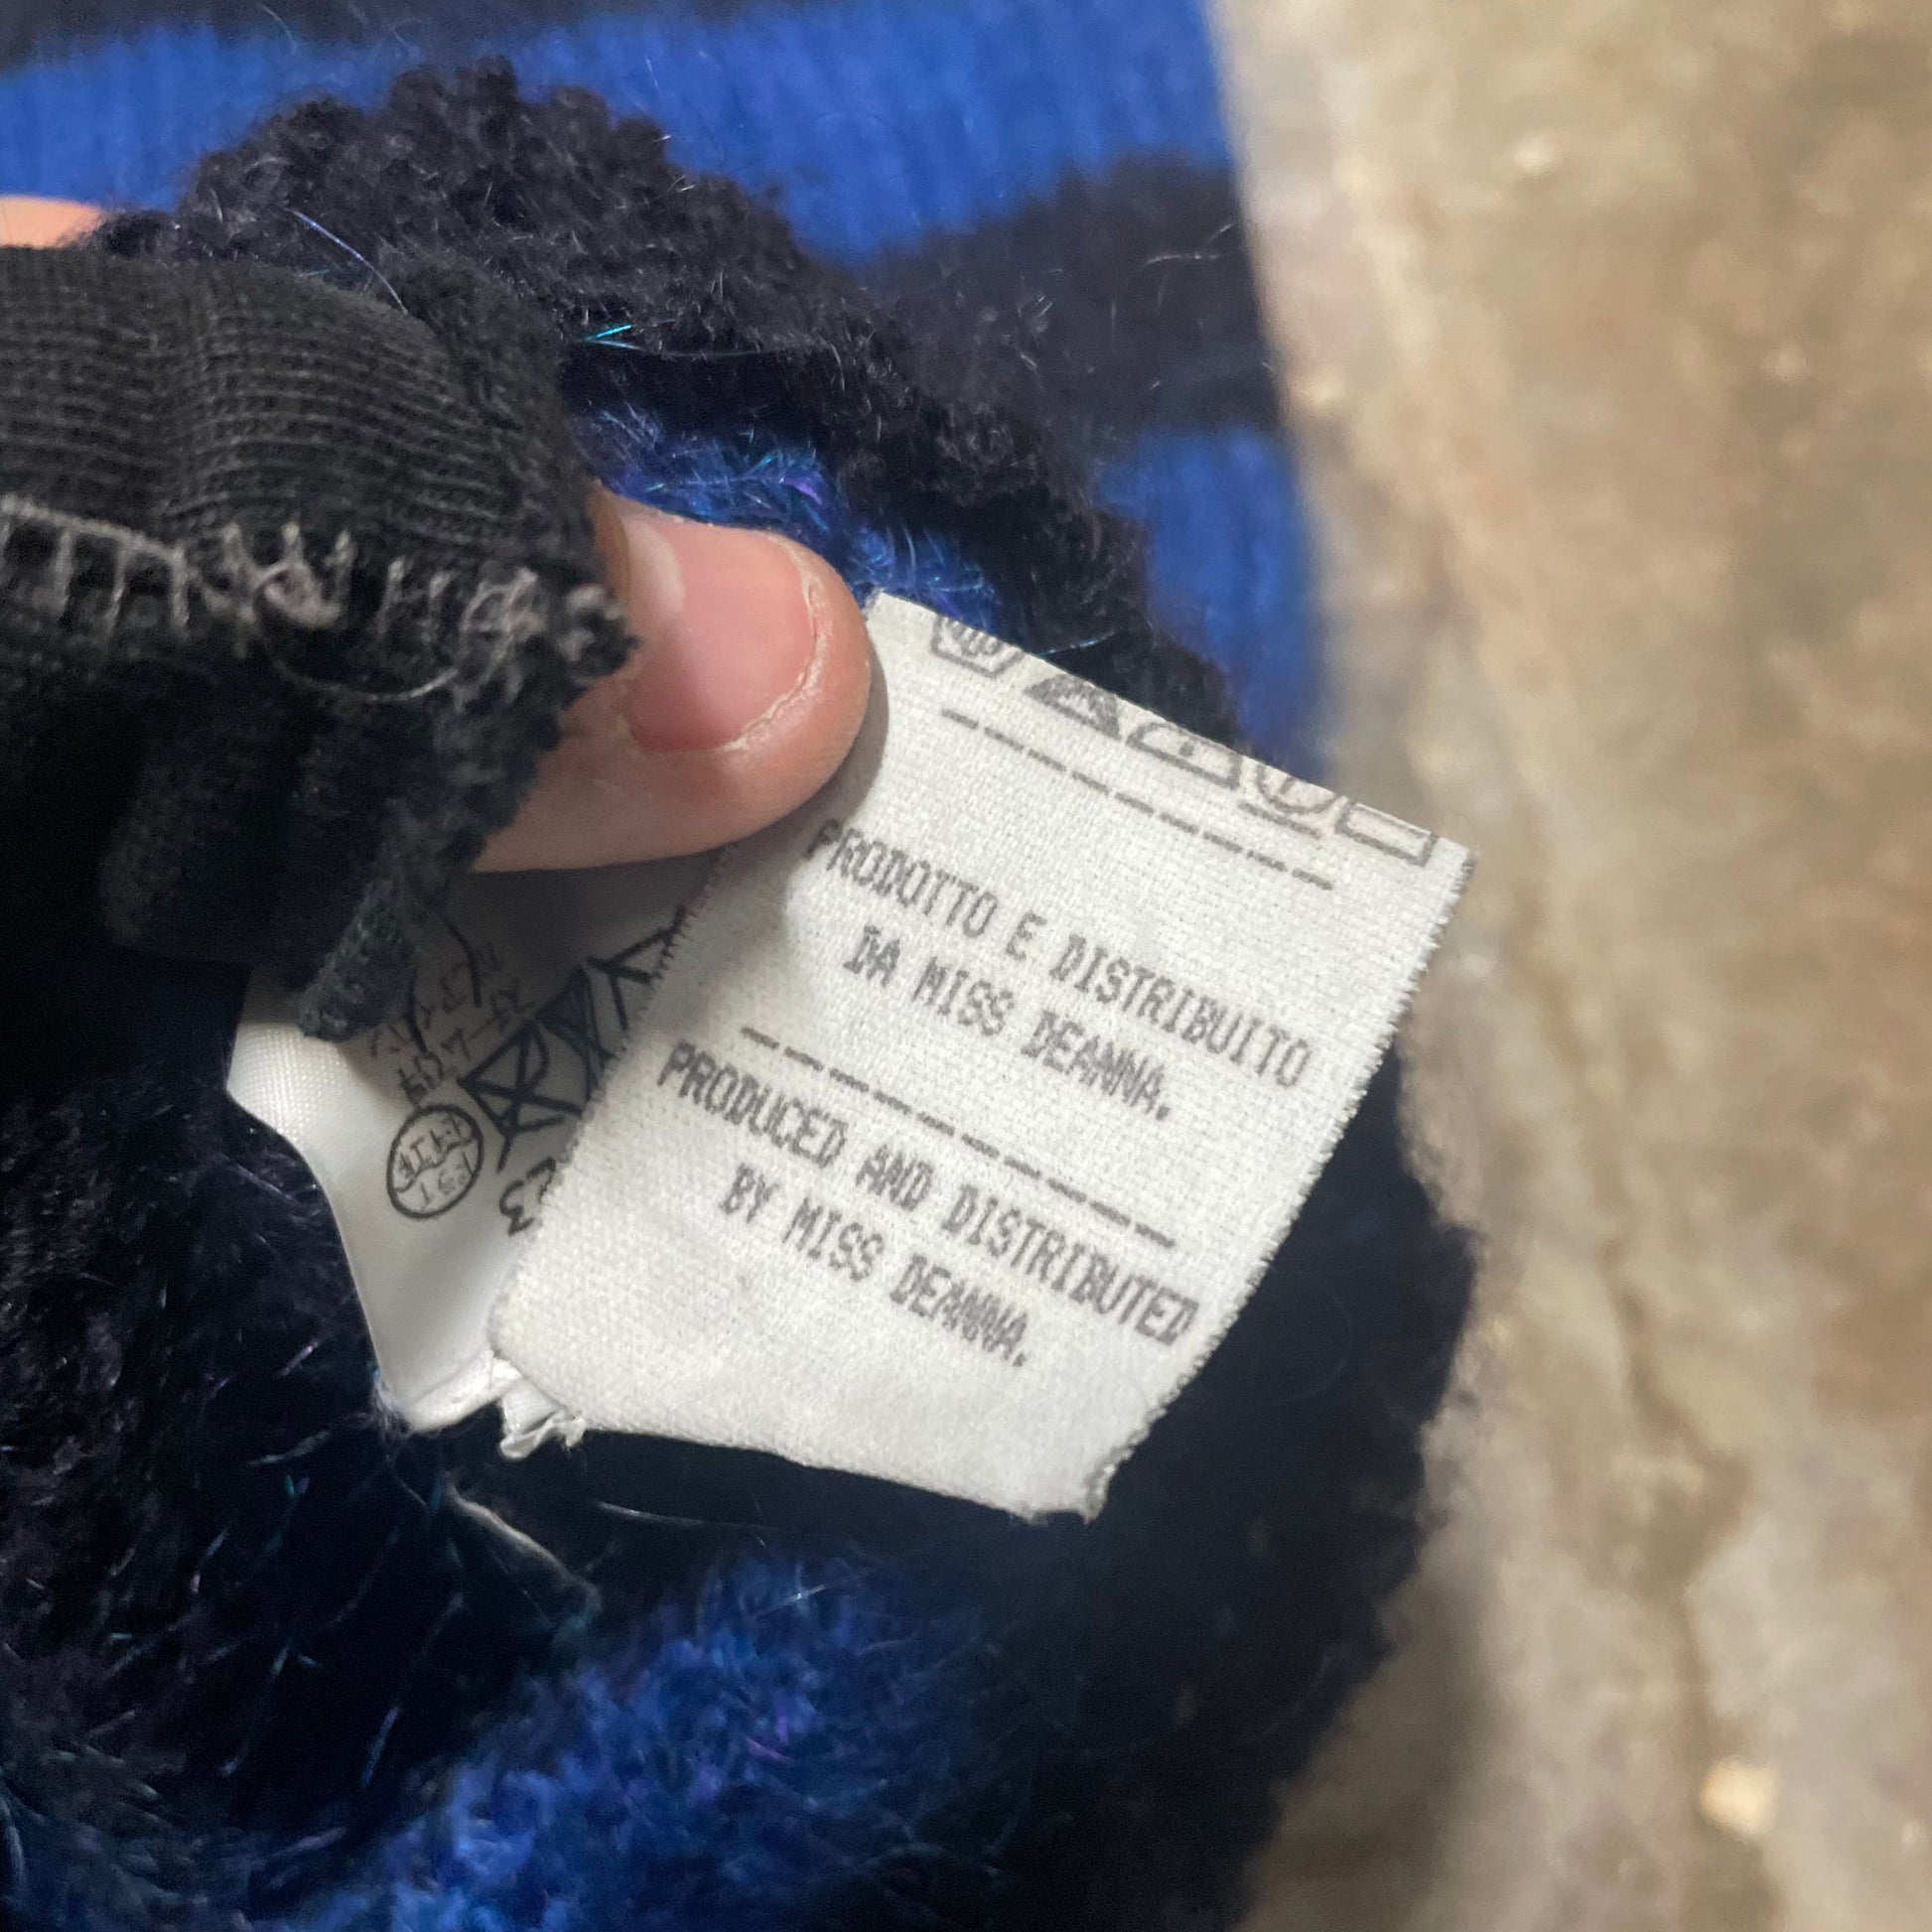 PRODOTTO E DISTRIBUITO
DA MISS DEANNA.
PRODUCED AND DISTRIBUTED
BY MISS DEANNA.